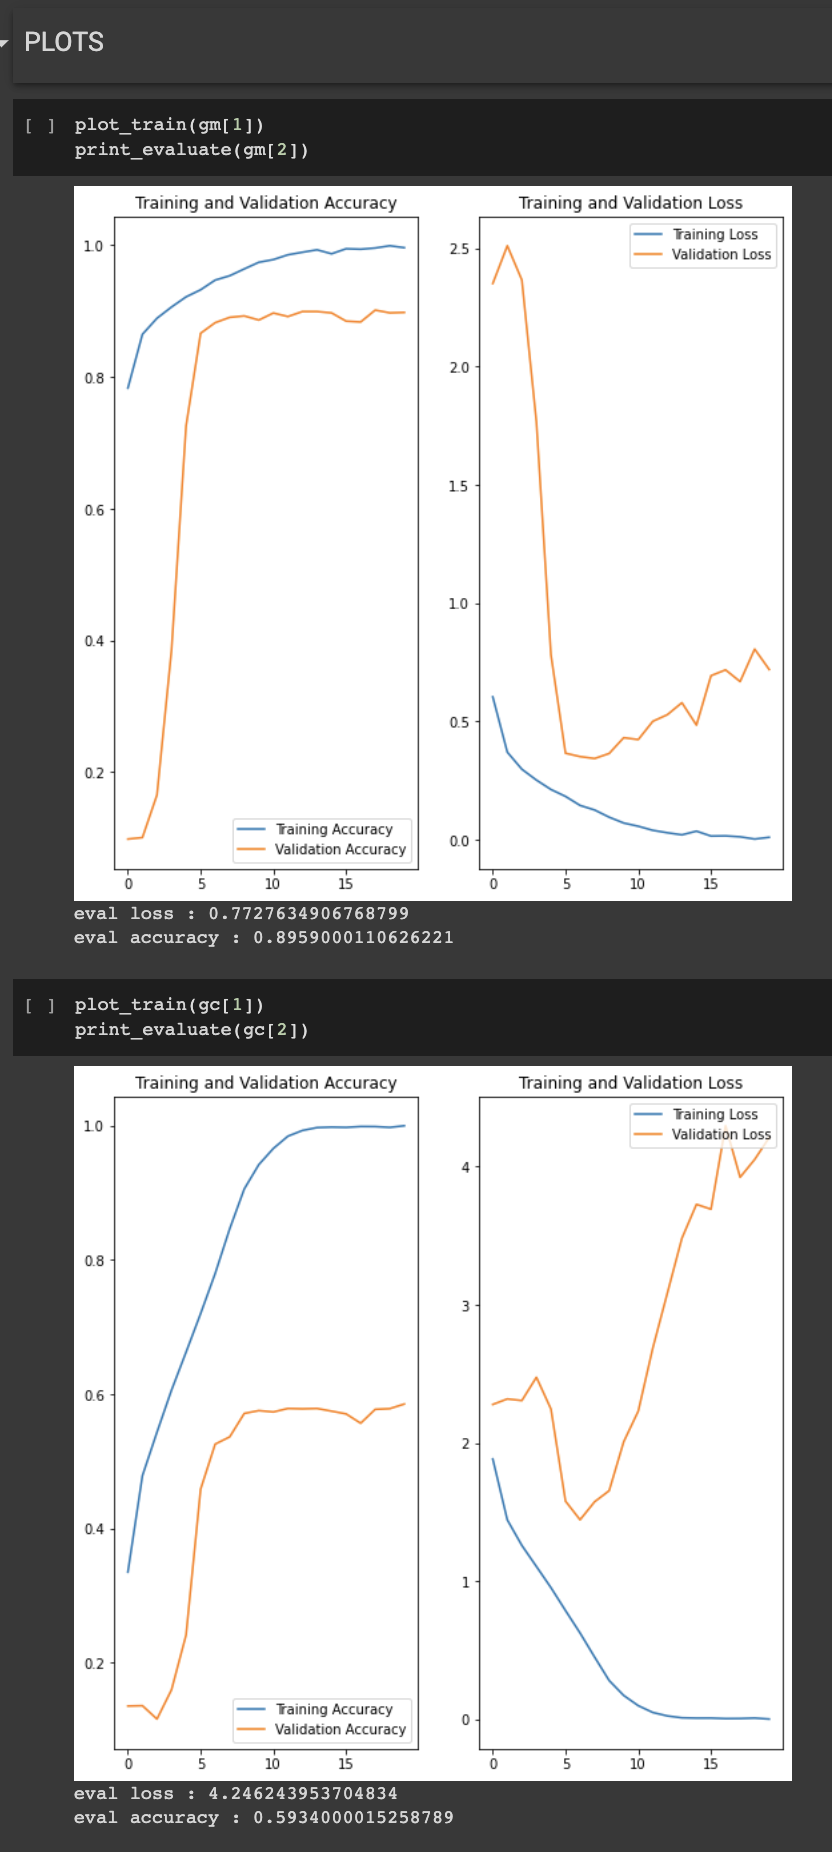 PLOTS
[ ] plot_train(gm[1])
print_evaluate(gm[2])
Training and Validation Accuracy
1.0
0.8
0.6
0.4
0.2
Training Accuracy
Validation Accuracy
0 5 10 15
Training and Validation Loss
Training Loss
Validation Loss
2.5
2.0
1.5
1.0
0.5
0.0
0 5 10 15
eval loss : 0.7727634906768799
eval accuracy : 0.8959000110626221
[ ] plot_train(gc[1])
print_evaluate(gc[2])
Training and Validation Accuracy
1.0
0.8
0.6
0.4
0.2
Training Accuracy
Validation Accuracy
0 5 10 15
Training and Validation Loss
Training Loss
Validation Loss
4
3
2
1
0
0 5 10 15
eval loss : 4.246243953704834
eval accuracy : 0.5934000015258789